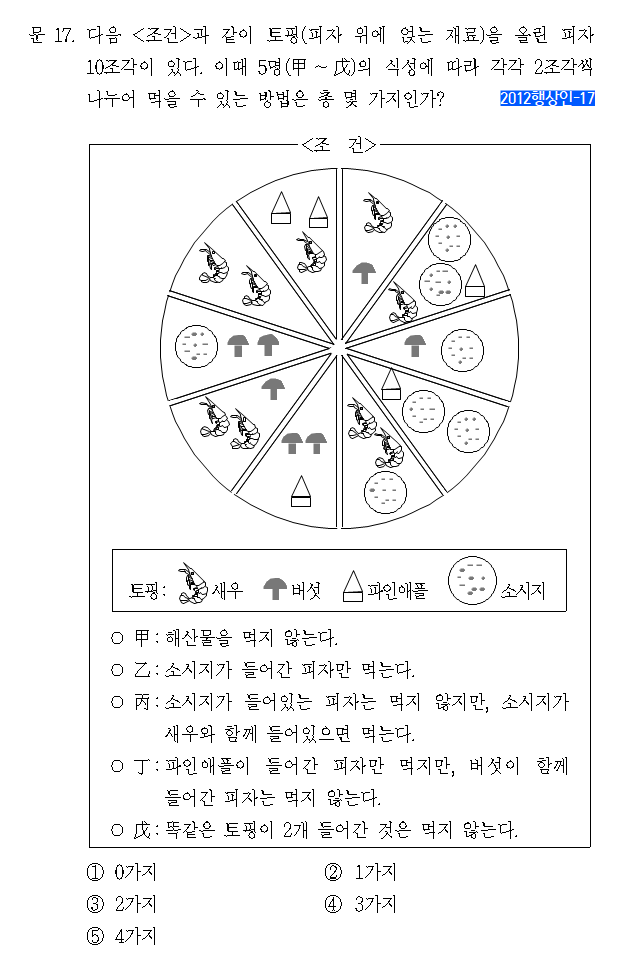 문 17. 다음 <조건>과 같이 토핑(피자 위에 얹는 재료)을 올린 피자
10조각이 있다. 이때 5명(甲 ~ 戊)의 식성에 따라 각각 2조각씩
나누어 먹을 수 있는 방법은 총 몇 가지인가? 2012행상인-17
<조 건>
토핑: 새우 버섯 파인애플 소시지
○ 甲: 해산물을 먹지 않는다.
○ 乙: 소시지가 들어간 피자만 먹는다.
○ 丙: 소시지가 들어있는 피자는 먹지 않지만, 소시지가
새우와 함께 들어있으면 먹는다.
○ 丁: 파인애플이 들어간 피자만 먹지만, 버섯이 함께
들어간 피자는 먹지 않는다.
○ 戊: 똑같은 토핑이 2개 들어간 것은 먹지 않는다.
① 0가지 ② 1가지
③ 2가지 ④ 3가지
⑤ 4가지